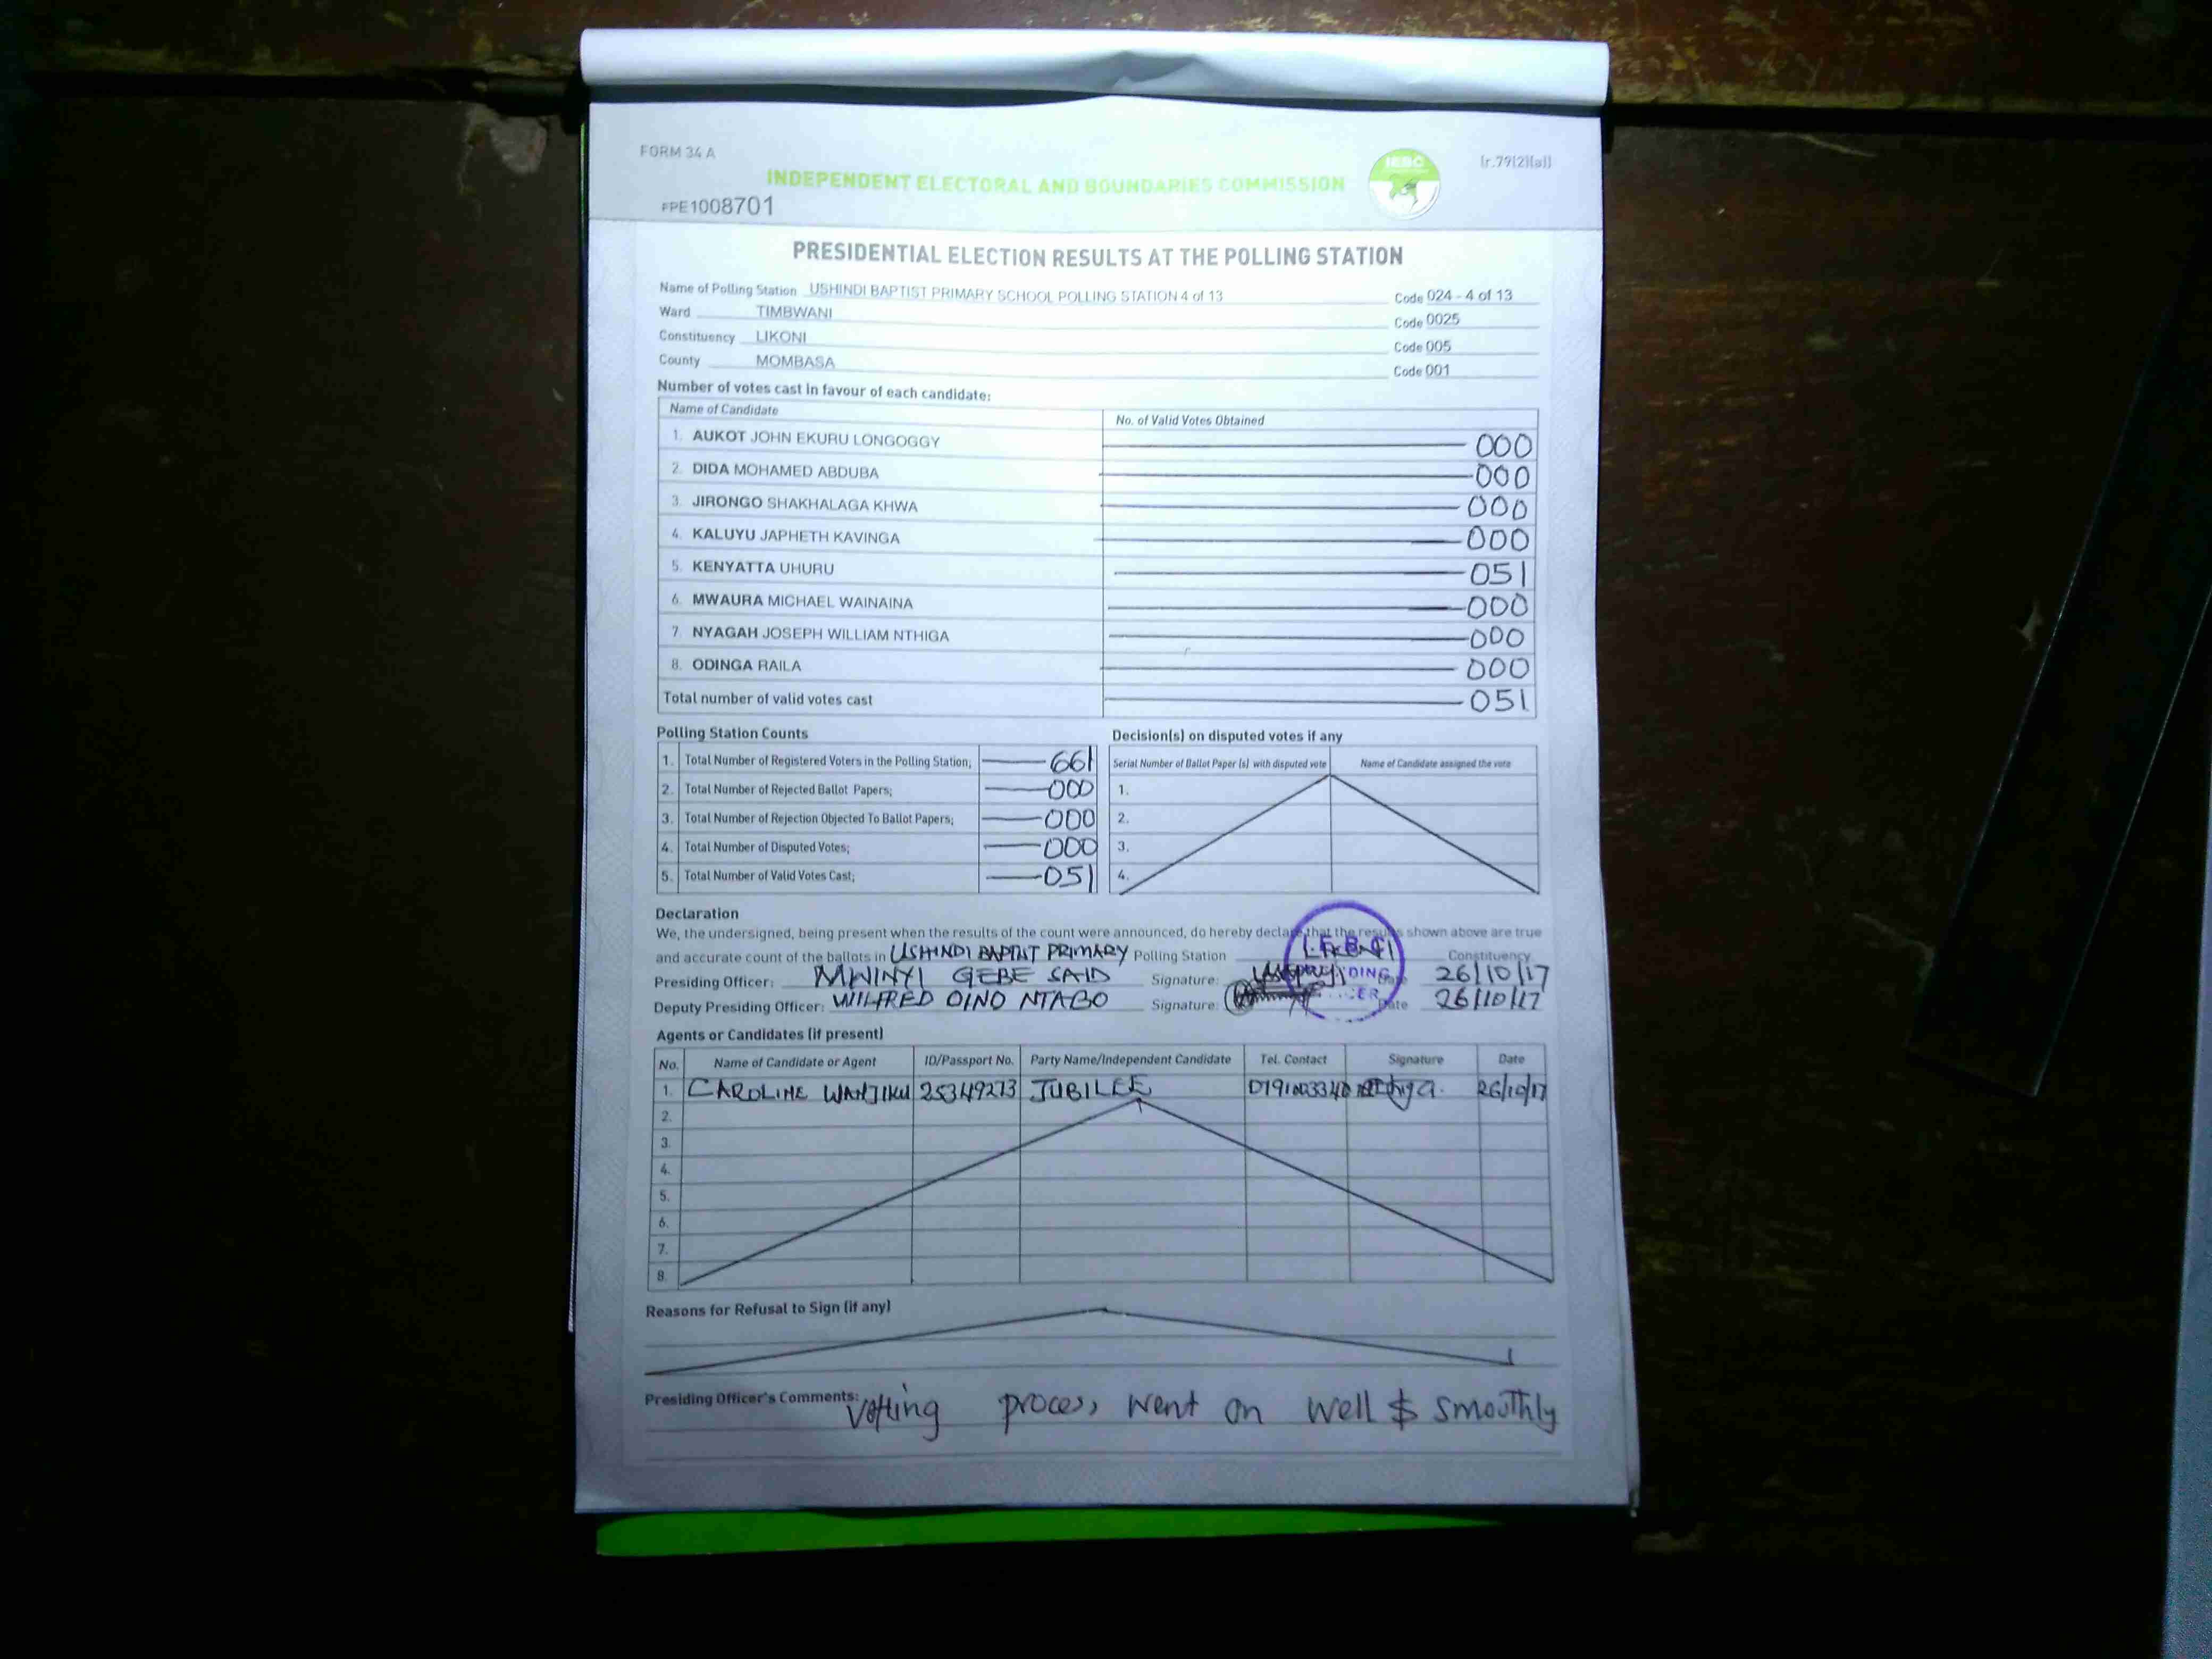 FORM 34 A
[r.79(2)(a)]
IEBC
INDEPENDENT ELECTORAL AND BOUNDARIES COMMISSION
FPE1008701
PRESIDENTIAL ELECTION RESULTS AT THE POLLING STATION
Name of Polling Station USHINDI BAPTIST PRIMARY SCHOOL POLLING STATION 4 of 13 Code 024 - 4 of 13
Ward TIMBWANI Code 0025
Constituency LIKONI Code 005
County MOMBASA Code 001
Number of votes cast in favour of each candidate:
Name of Candidate No. of Valid Votes Obtained
1. AUKOT JOHN EKURU LONGOGGY 000
2. DIDA MOHAMED ABDUBA 000
3. JIRONGO SHAKHALAGA KHWA 000
4. KALUYU JAPHETH KAVINGA 000
5. KENYATTA UHURU 051
6. MWAURA MICHAEL WAINAINA 000
7. NYAGAH JOSEPH WILLIAM NTHIGA 000
8. ODINGA RAILA 000
Total number of valid votes cast 051
Polling Station Counts
1. Total Number of Registered Voters in the Polling Station; 661
2. Total Number of Rejected Ballot Papers; 000
3. Total Number of Rejection Objected To Ballot Papers; 000
4. Total Number of Disputed Votes; 000
5. Total Number of Valid Votes Cast; 051
Decision(s) on disputed votes if any
Serial Number of Ballot Paper (s) with disputed vote Name of Candidate assigned the vote
1.
2.
3.
4.
Declaration
We, the undersigned, being present when the results of the count were announced, do hereby declare that the results shown above are true
and accurate count of the ballots in USHINDI BAPTIST PRIMARY Polling Station Constituency
Presiding Officer: MWINYI GEBE SAID Signature: Date 26/10/17
Deputy Presiding Officer: WILFRED OINO NTABO Signature: Date 26/10/17
Agents or Candidates (if present)
No. Name of Candidate or Agent ID/Passport No. Party Name/Independent Candidate Tel. Contact Signature Date
1. CAROLINE WANJIKU 25349273 JUBILEE 26/10/17
2.
3.
4.
5.
6.
7.
8.
Reasons for Refusal to Sign (if any)
Presiding Officer's Comments: Votting process went on well $ smoothly